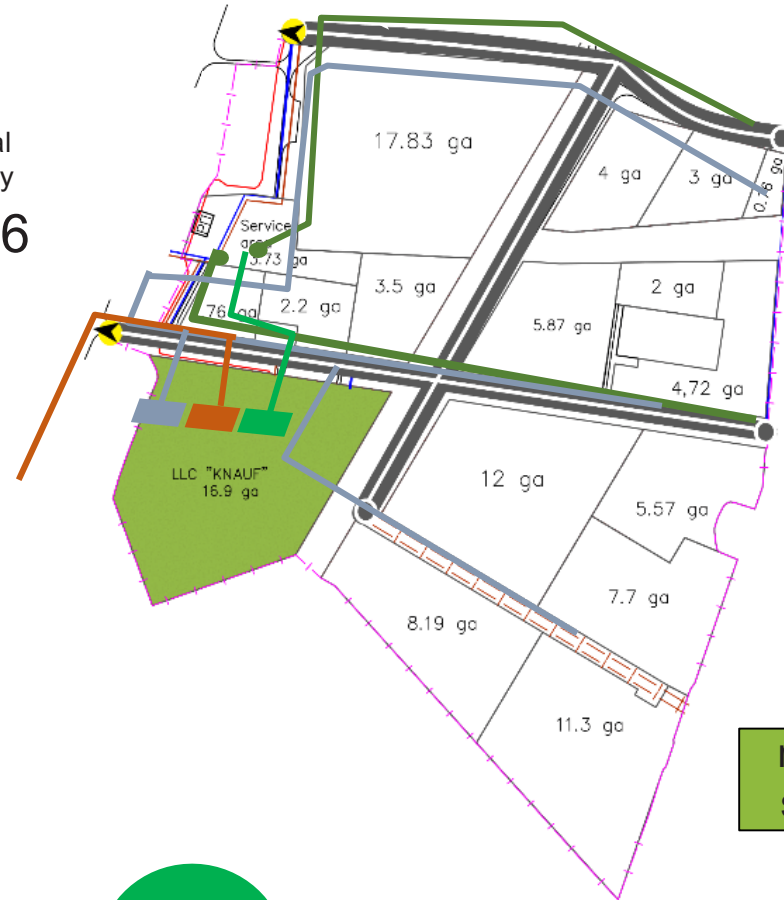 17.83 ga
4 ga
3 ga
0.76 ga
6
Service
3.73 ga
76 ga
2.2 ga
3.5 ga
5.87 ga
2 ga
4,72 ga
LLC "KNAUF"
16.9 ga
12 ga
5.57 ga
7.7 ga
8.19 ga
11.3 ga